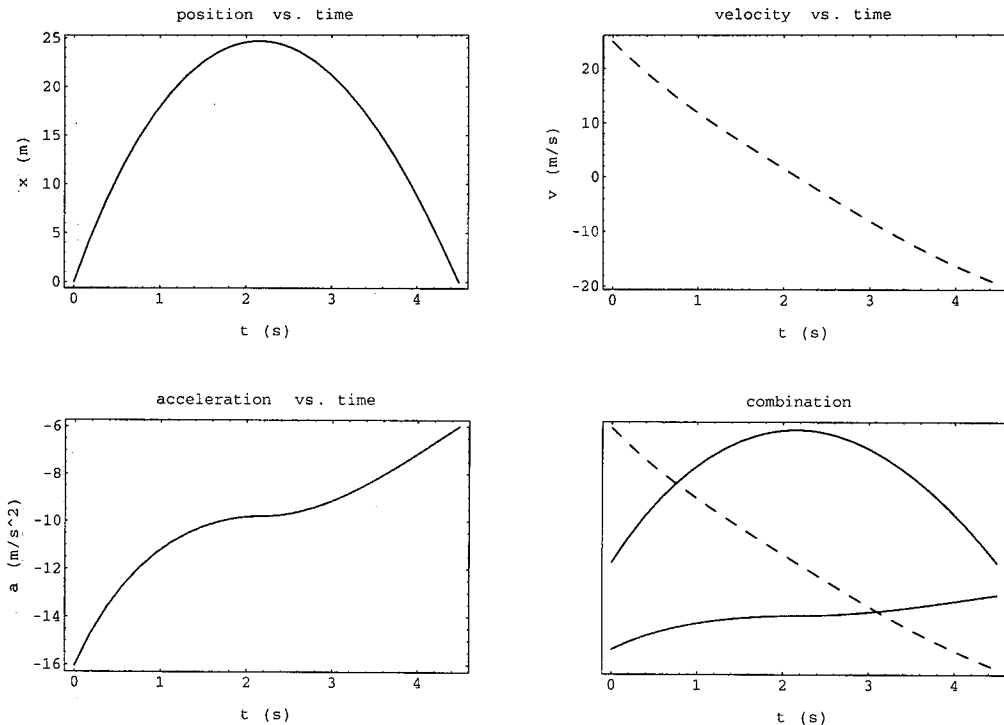 position vs. time
25
20
15
10
5
0
x (m)
0 1 2 3 4
t (s)
velocity vs. time
20
10
0
-10
-20
v (m/s)
0 1 2 3 4
t (s)
acceleration vs. time
-6
-8
-10
-12
-14
-16
a (m/s^2)
0 1 2 3 4
t (s)
combination
0 1 2 3 4
t (s)